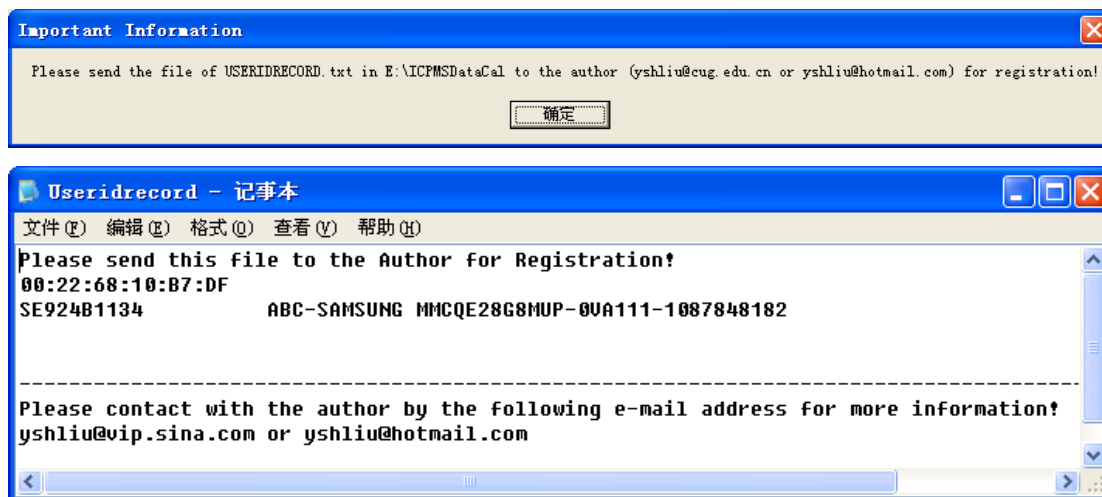 Important Information
Please send the file of USERIDRECORD.txt in E:\ICPMSDataCal to the author (yshliu@cug.edu.cn or yshliu@hotmail.com) for registration!
确定
Useridrecord - 记事本
文件(F) 编辑(E) 格式(O) 查看(V) 帮助(H)
Please send this file to the Author for Registration!
00:22:68:10:B7:DF
SE924B1134 ABC-SAMSUNG MMCQE28G8MUP-0VA111-1087848182
--------------------------------------------------------------------------------------
Please contact with the author by the following e-mail address for more information!
yshliu@vip.sina.com or yshliu@hotmail.com